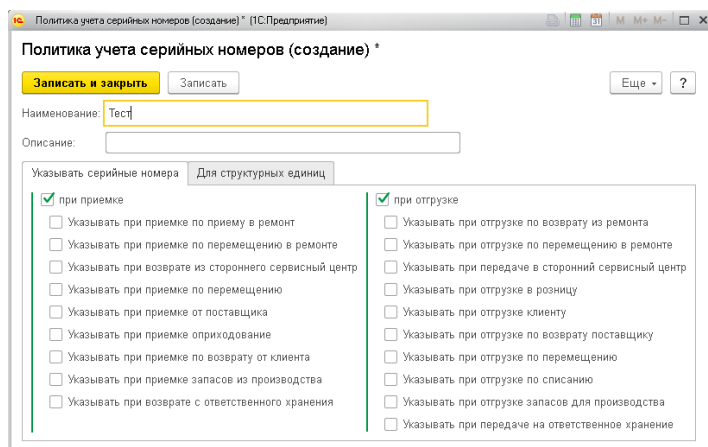 Политика учета серийных номеров (создание) * (1С:Предприятие)
M M+ M-
Политика учета серийных номеров (создание) *
Записать и закрыть Записать Еще ?
Наименование: Тест
Описание:
Указывать серийные номера Для структурных единиц
при приемке
Указывать при приемке по приему в ремонт
Указывать при приемке по перемещению в ремонте
Указывать при возврате из стороннего сервисный центр
Указывать при приемке по перемещению
Указывать при приемке от поставщика
Указывать при приемке оприходование
Указывать при приемке по возврату от клиента
Указывать при приемке запасов из производства
Указывать при возврате с ответственного хранения
при отгрузке
Указывать при отгрузке по возврату из ремонта
Указывать при отгрузке по перемещению в ремонте
Указывать при передаче в сторонний сервисный центр
Указывать при отгрузке в розницу
Указывать при отгрузке клиенту
Указывать при отгрузке по возврату поставщику
Указывать при отгрузке по перемещению
Указывать при отгрузке по списанию
Указывать при отгрузке запасов для производства
Указывать при передаче на ответственное хранение